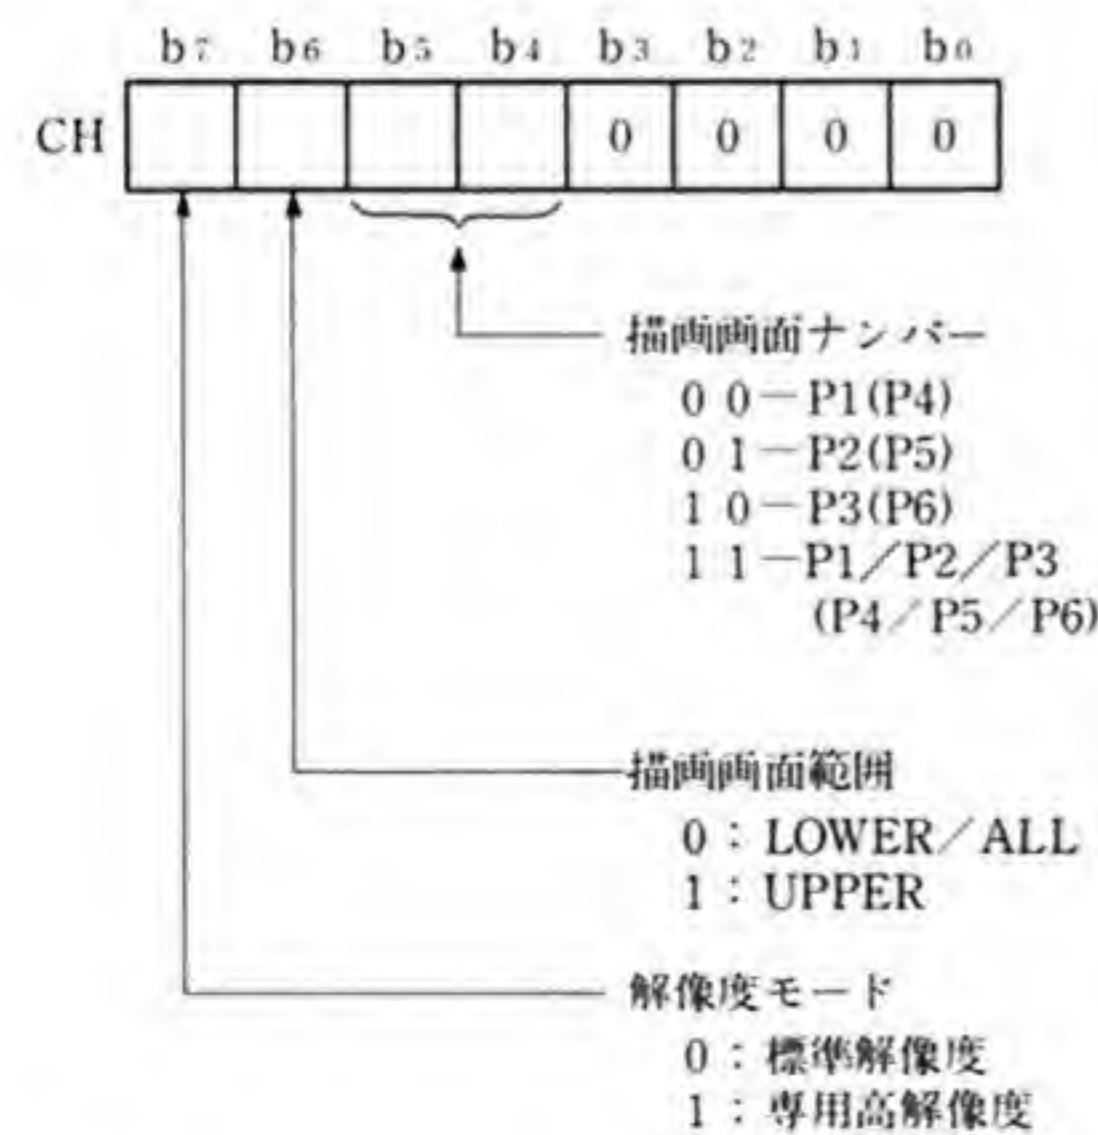 b7 b6 b5 b4 b3 b2 b1 b0
CH 0 0 0 0
描画画面ナンバー
0 0 － P1(P4)
0 1 － P2(P5)
1 0 － P3(P6)
1 1 － P1／P2／P3
(P4／P5／P6)
描画画面範囲
0 : LOWER／ALL
1 : UPPER
解像度モード
0 : 標準解像度
1 : 専用高解像度